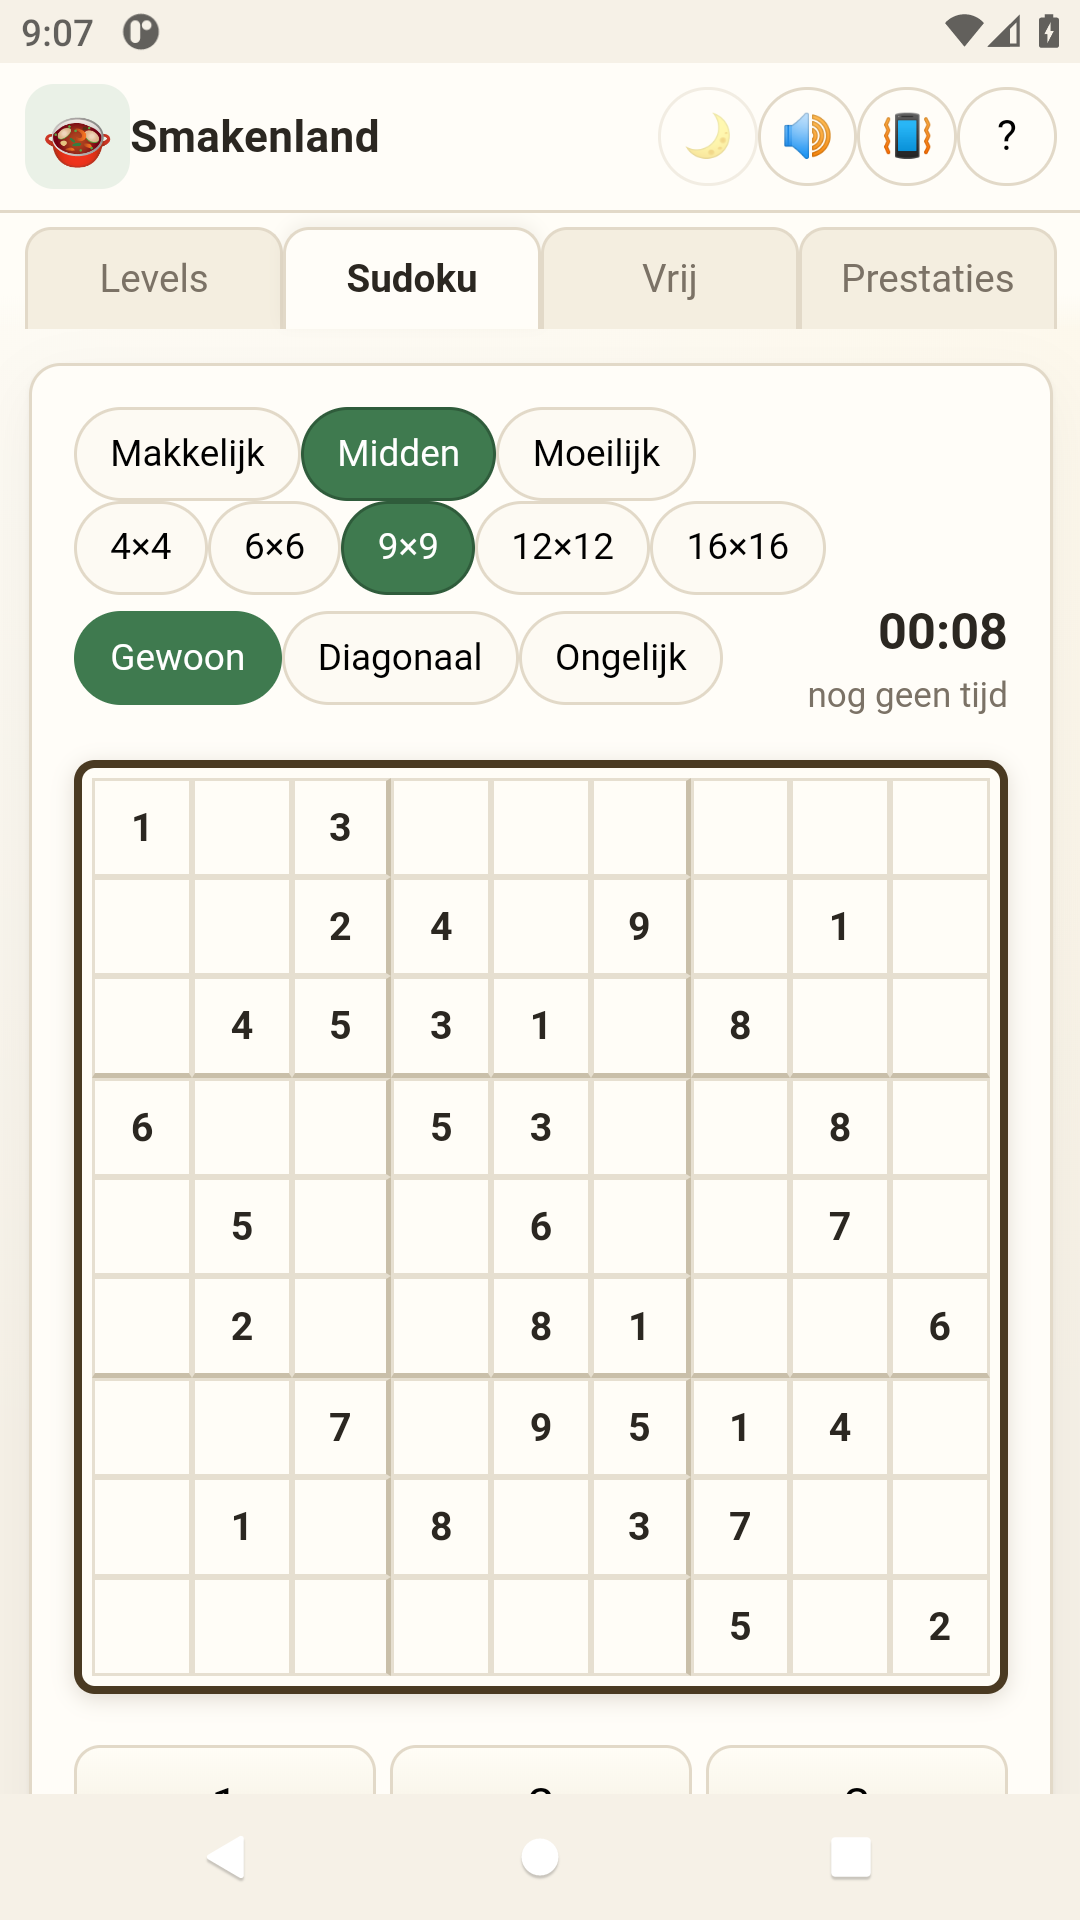 9:07
Smakenland
?
Levels Sudoku Vrij Prestaties
Makkelijk Midden Moeilijk
4×4 6×6 9×9 12×12 16×16
Gewoon Diagonaal Ongelijk
00:08
nog geen tijd
1 3
2 4 9 1
4 5 3 1 8
6 5 3 8
5 6 7
2 8 1 6
7 9 5 1 4
1 8 3 7
5 2